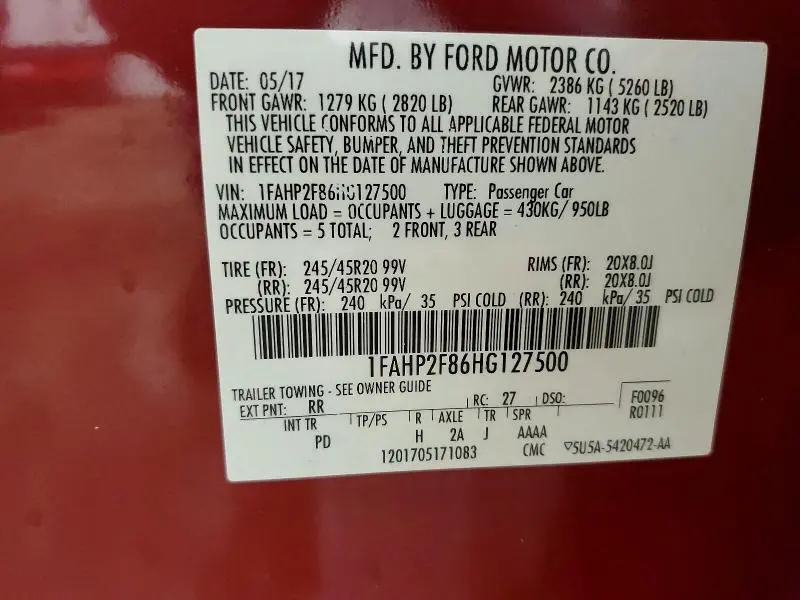 MFD. BY FORD MOTOR CO.
DATE: 05/17 GVWR: 2386 KG ( 5260 LB)
FRONT GAWR: 1279 KG ( 2820 LB) REAR GAWR: 1143 KG ( 2520 LB)
THIS VEHICLE CONFORMS TO ALL APPLICABLE FEDERAL MOTOR
VEHICLE SAFETY, BUMPER, AND THEFT PREVENTION STANDARDS
IN EFFECT ON THE DATE OF MANUFACTURE SHOWN ABOVE.
VIN: 1FAHP2F86HG127500 TYPE: Passenger Car
MAXIMUM LOAD = OCCUPANTS + LUGGAGE = 430KG/ 950LB
OCCUPANTS = 5 TOTAL; 2 FRONT, 3 REAR
TIRE (FR): 245/45R20 99V RIMS (FR): 20X8.0J
(RR): 245/45R20 99V (RR): 20X8.0J
PRESSURE (FR): 240 kPa/ 35 PSI COLD (RR): 240 kPa/ 35 PSI COLD
1FAHP2F86HG127500
TRAILER TOWING - SEE OWNER GUIDE
EXT PNT: RR RC: 27 DSO: F0096
INT TR TP/PS R AXLE TR SPR R0111
PD H 2A J AAAA
1201705171083 CMC ▽5U5A-5420472-AA